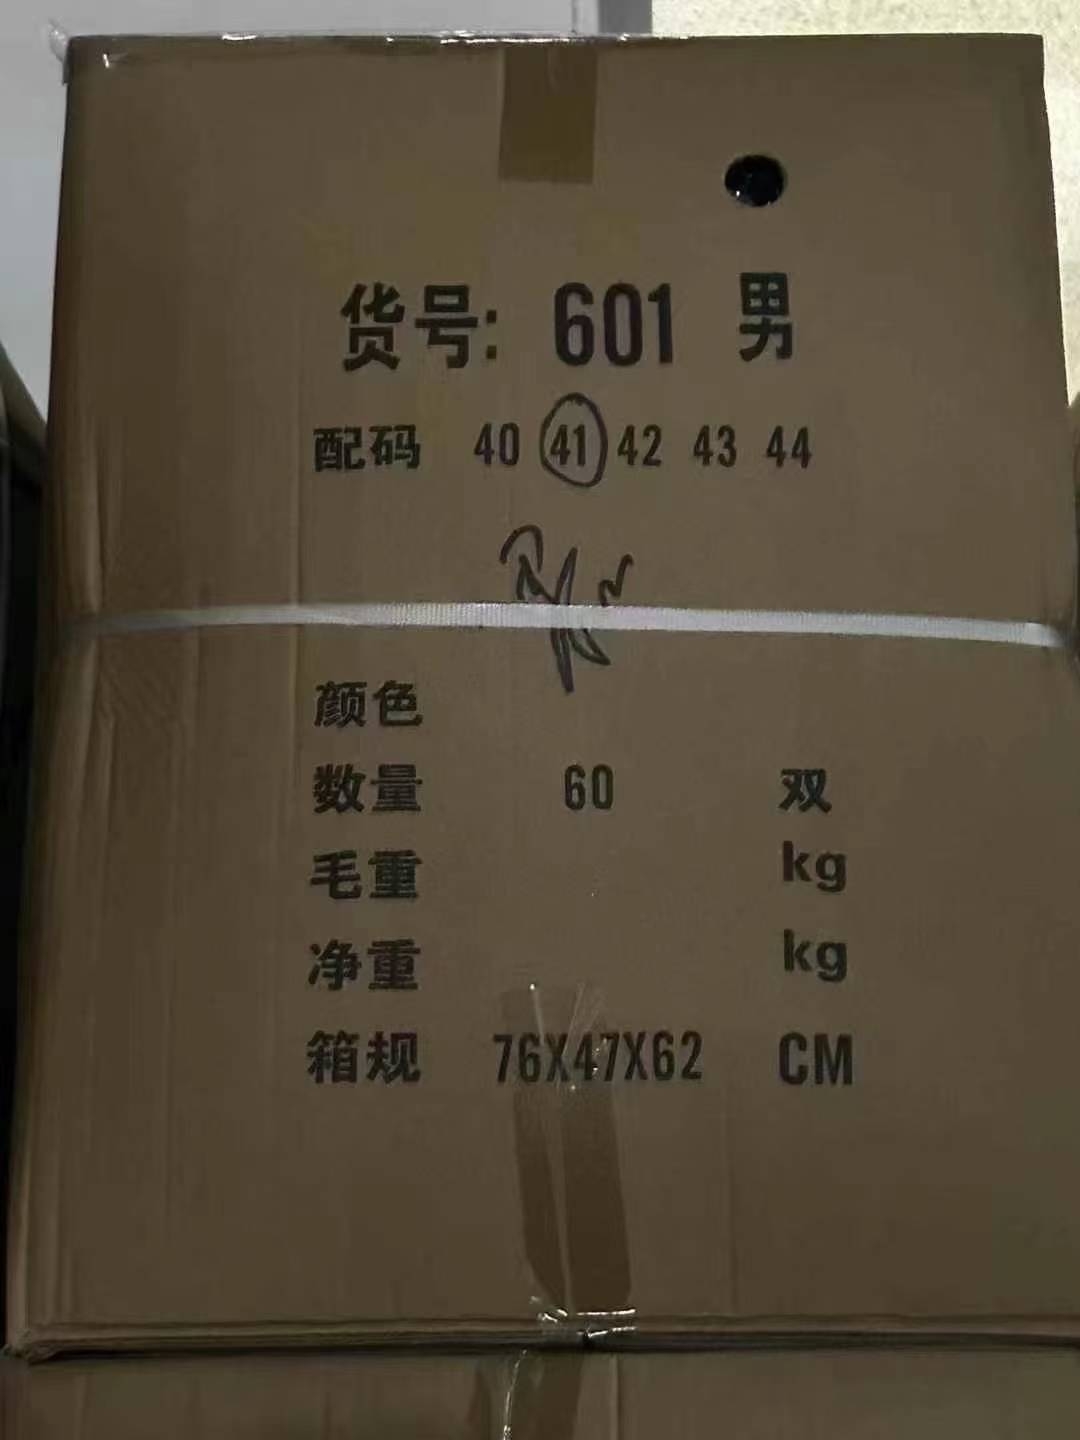 货号: 601 男
配码 40 41 42 43 44
颜色
数量 60 双
毛重 kg
净重 kg
箱规 76X47X62 CM